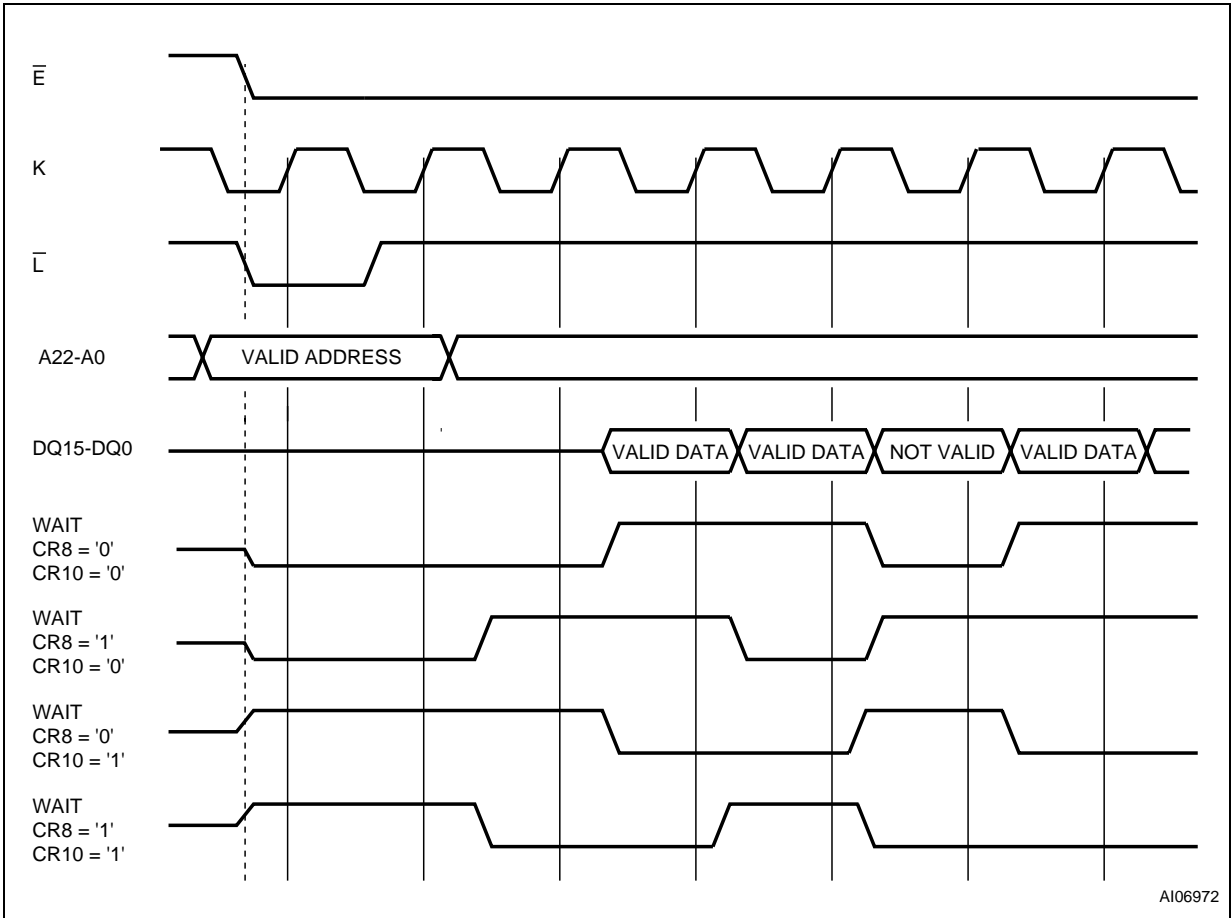 E̅
K
L̅
A22-A0
VALID ADDRESS
DQ15-DQ0
VALID DATA
VALID DATA
NOT VALID
VALID DATA
WAIT
CR8 = '0'
CR10 = '0'
WAIT
CR8 = '1'
CR10 = '0'
WAIT
CR8 = '0'
CR10 = '1'
WAIT
CR8 = '1'
CR10 = '1'
AI06972